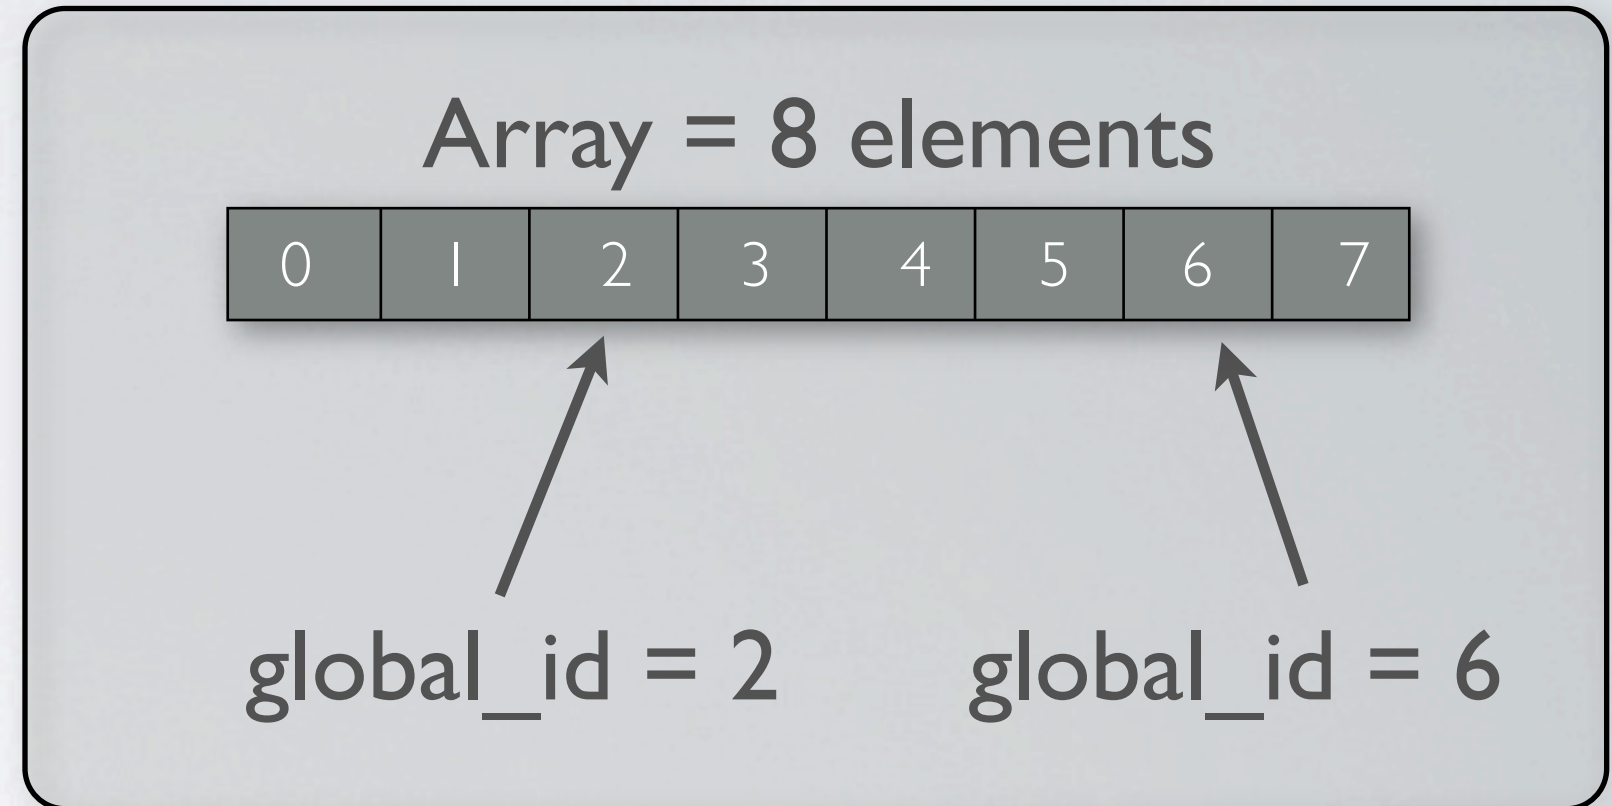 Array = 8 elements
0 1 2 3 4 5 6 7
global_id = 2 global_id = 6